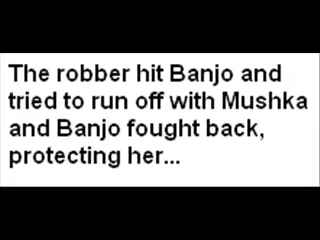 The robber hit Banjo and
tried to run off with Mushka
and Banjo fought back,
protecting her...